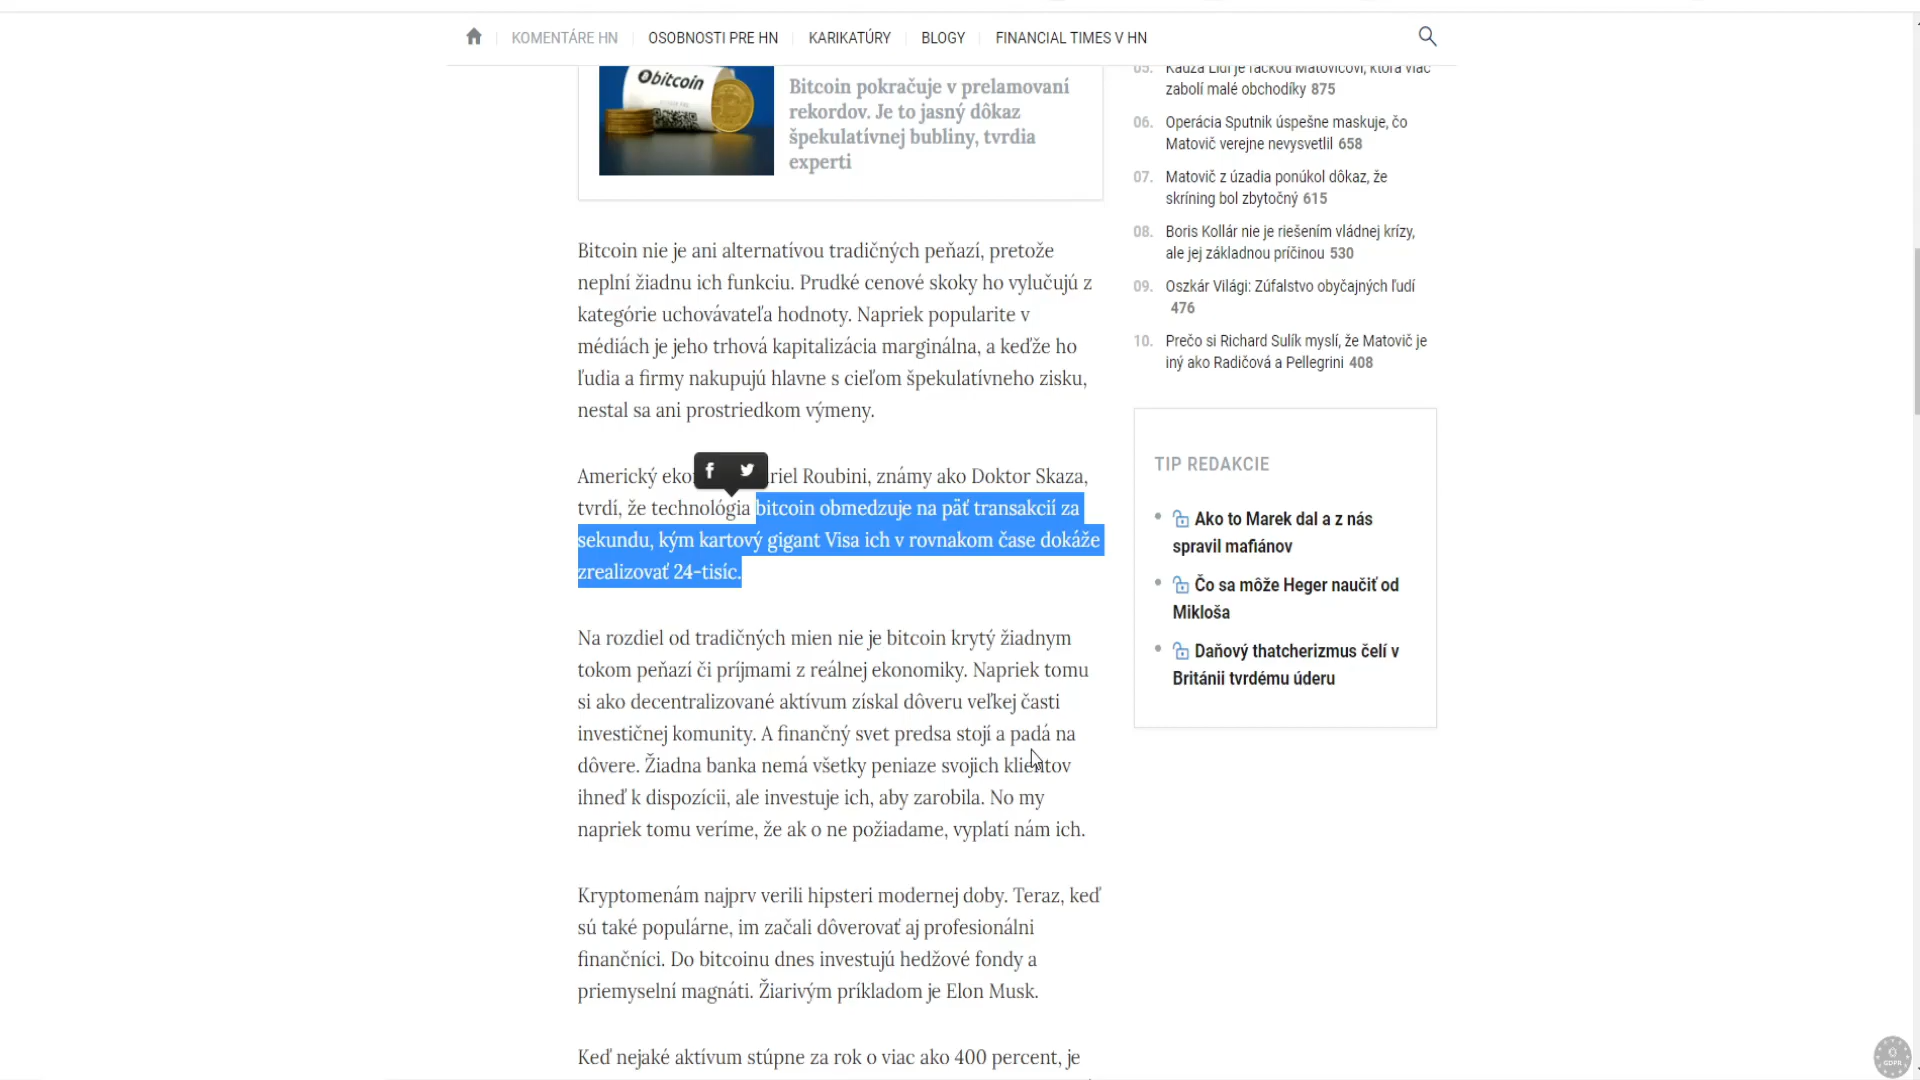 KOMENTÁRE HN
OSOBNOSTI PRE HN
KARIKATÚRY
BLOGY
FINANCIAL TIMES V HN
bitcoin
Bitcoin pokračuje v prelamovaní
rekordov. Je to jasný dôkaz
špekulatívnej bubliny, tvrdia
experti
Bitcoin nie je ani alternatívou tradičných peňazí, pretože
neplní žiadnu ich funkciu. Prudké cenové skoky ho vylučujú z
kategórie uchovávateľa hodnoty. Napriek popularite v
médiách je jeho trhová kapitalizácia marginálna, a keďže ho
ľudia a firmy nakupujú hlavne s cieľom špekulatívneho zisku,
nestal sa ani prostriedkom výmeny.
Americký eko riel Roubini, známy ako Doktor Skaza,
tvrdí, že technológia bitcoin obmedzuje na päť transakcií za
sekundu, kým kartový gigant Visa ich v rovnakom čase dokáže
zrealizovať 24-tisíc.
Na rozdiel od tradičných mien nie je bitcoin krytý žiadnym
tokom peňazí či príjmami z reálnej ekonomiky. Napriek tomu
si ako decentralizované aktívum získal dôveru veľkej časti
investičnej komunity. A finančný svet predsa stojí a padá na
dôvere. Žiadna banka nemá všetky peniaze svojich klientov
ihneď k dispozícii, ale investuje ich, aby zarobila. No my
napriek tomu veríme, že ak o ne požiadame, vyplatí nám ich.
Kryptomenám najprv verili hipsteri modernej doby. Teraz, keď
sú také populárne, im začali dôverovať aj profesionálni
finančníci. Do bitcoinu dnes investujú hedžové fondy a
priemyselní magnáti. Žiarivým príkladom je Elon Musk.
Keď nejaké aktívum stúpne za rok o viac ako 400 percent, je
05. Kauza Lidl je fackou Matovičovi, ktorá viac
zabolí malé obchodíky 875
06. Operácia Sputnik úspešne maskuje, čo
Matovič verejne nevysvetlil 658
07. Matovič z úzadia ponúkol dôkaz, že
skríning bol zbytočný 615
08. Boris Kollár nie je riešením vládnej krízy,
ale jej základnou príčinou 530
09. Oszkár Világi: Zúfalstvo obyčajných ľudí
476
10. Prečo si Richard Sulík myslí, že Matovič je
iný ako Radičová a Pellegrini 408
TIP REDAKCIE
Ako to Marek dal a z nás
spravil mafiánov
Čo sa môže Heger naučiť od
Mikloša
Daňový thatcherizmus čelí v
Británii tvrdému úderu
GDPR